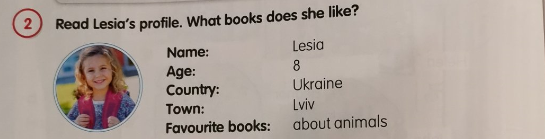 2 Read Lesia's profile. What books does she like?
Name: Lesia
Age: 8
Country: Ukraine
Town: Lviv
Favourite books: about animals